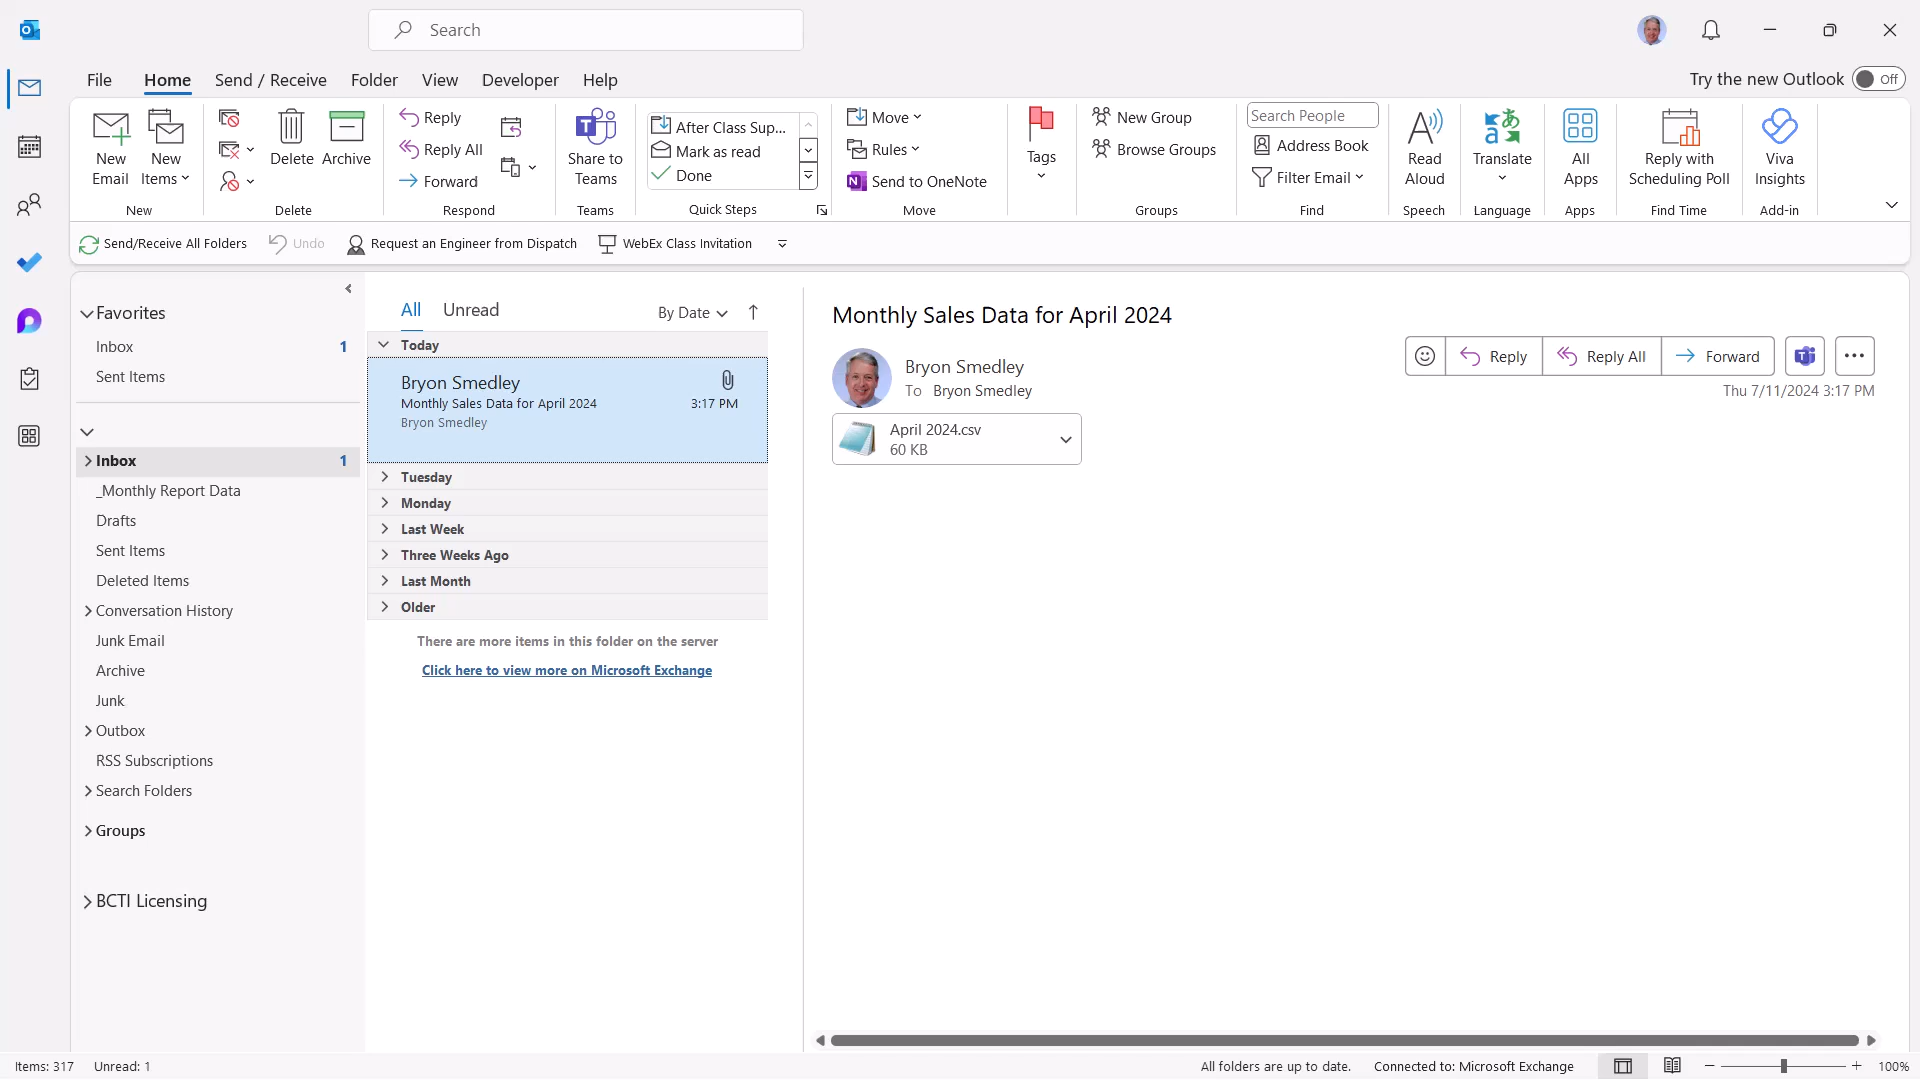 Search
File Home Send / Receive Folder View Developer Help
Try the new Outlook Off
New Email
New Items
New
Delete
Archive
Delete
Reply
Reply All
Forward
Respond
Share to Teams
Teams
After Class Sup...
Mark as read
Done
Quick Steps
Move
Rules
Send to OneNote
Move
Tags
New Group
Browse Groups
Groups
Search People
Address Book
Filter Email
Find
Read Aloud
Speech
Translate
Language
All Apps
Apps
Reply with Scheduling Poll
Find Time
Viva Insights
Add-in
Send/Receive All Folders Undo Request an Engineer from Dispatch WebEx Class Invitation
Favorites
Inbox 1
Sent Items
Inbox 1
_Monthly Report Data
Drafts
Sent Items
Deleted Items
Conversation History
Junk Email
Archive
Junk
Outbox
RSS Subscriptions
Search Folders
Groups
BCTI Licensing
All Unread By Date
Today
Bryon Smedley
Monthly Sales Data for April 2024 3:17 PM
Bryon Smedley
Tuesday
Monday
Last Week
Three Weeks Ago
Last Month
Older
There are more items in this folder on the server
Click here to view more on Microsoft Exchange
Monthly Sales Data for April 2024
Bryon Smedley
To Bryon Smedley
Reply Reply All Forward
Thu 7/11/2024 3:17 PM
April 2024.csv
60 KB
Items: 317 Unread: 1 All folders are up to date. Connected to: Microsoft Exchange 100%